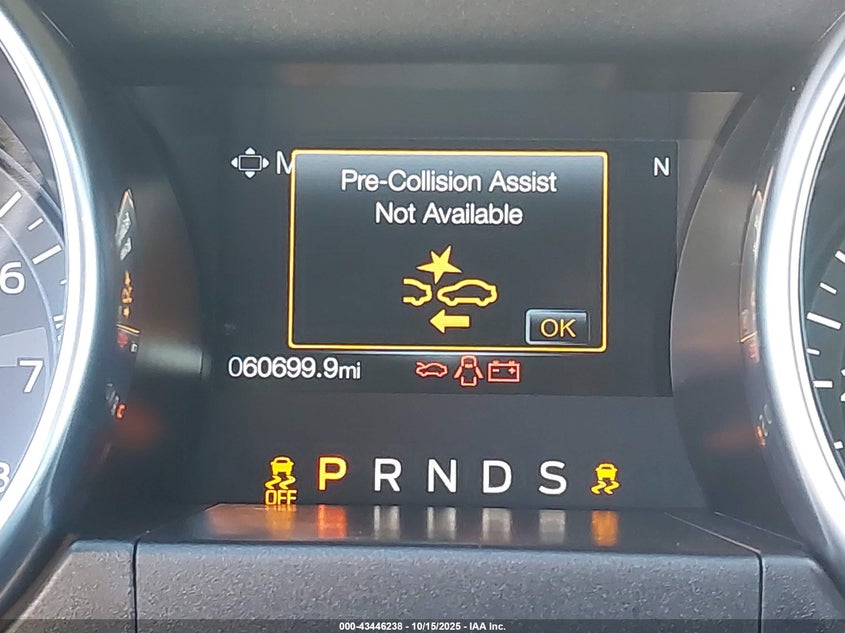 M
N
Pre-Collision Assist
Not Available
OK
060699.9mi
6
7
OFF
P R N D S
000-43446238 - 10/15/2025 - IAA Inc.